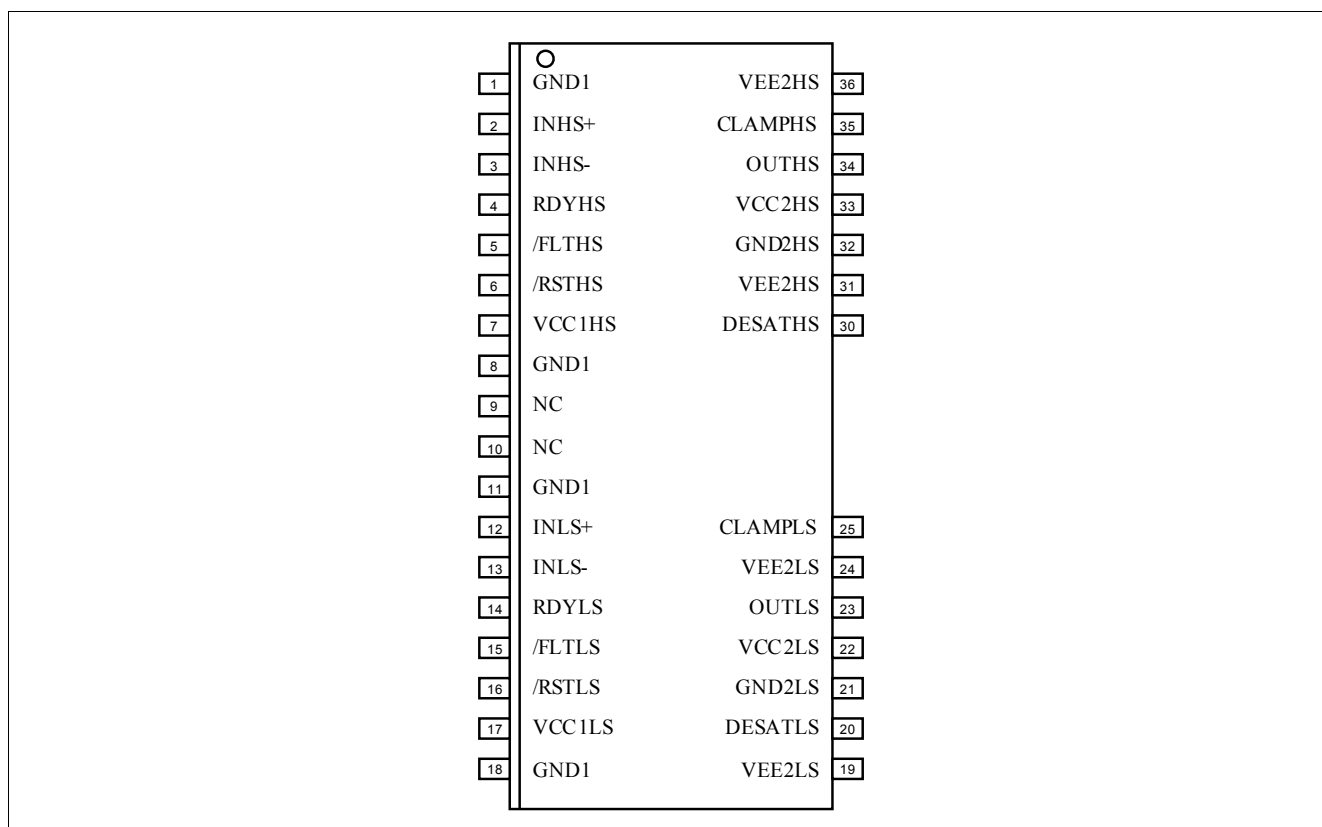 1 GND1 VEE2HS 36
2 INHS+ CLAMPHS 35
3 INHS- OUTHS 34
4 RDYHS VCC2HS 33
5 /FLTHS GND2HS 32
6 /RSTHS VEE2HS 31
7 VCC1HS DESATHS 30
8 GND1
9 NC
10 NC
11 GND1
12 INLS+ CLAMPLS 25
13 INLS- VEE2LS 24
14 RDYLS OUTLS 23
15 /FLTLS VCC2LS 22
16 /RSTLS GND2LS 21
17 VCC1LS DESATLS 20
18 GND1 VEE2LS 19